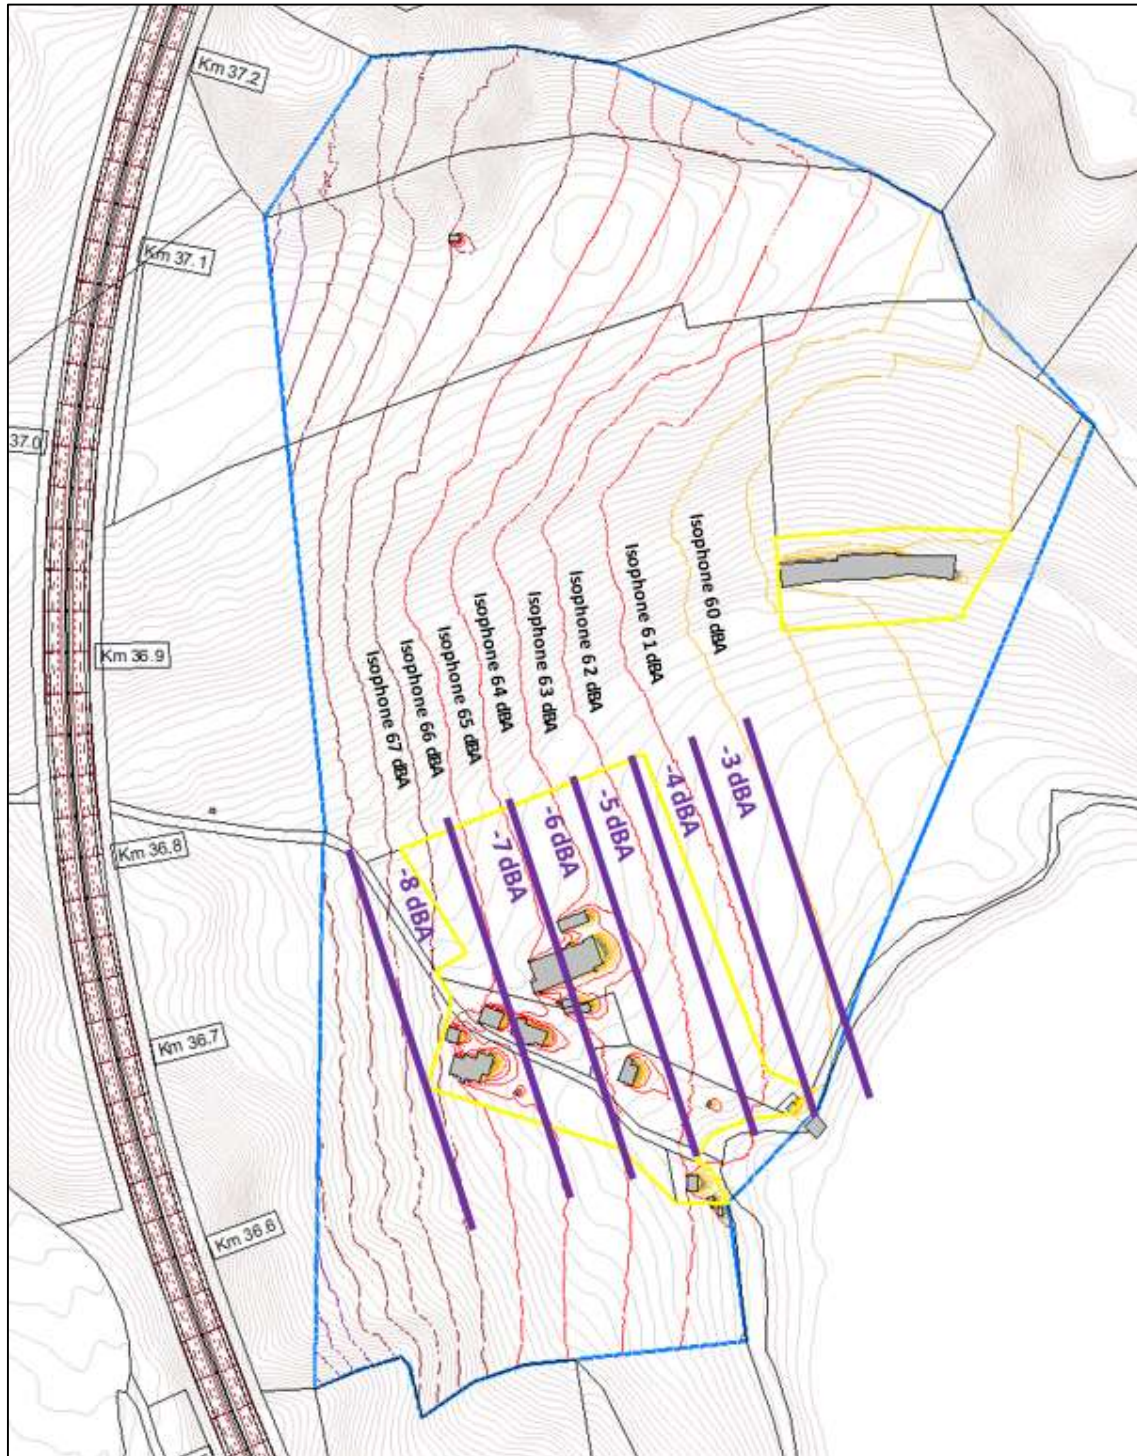 Km 37.2
Km 37.1
37.0
Km 36.9
Km 36.8
Km 36.7
Km 36.6
Isophone 67 dBA
Isophone 66 dBA
Isophone 65 dBA
Isophone 64 dBA
Isophone 63 dBA
Isophone 62 dBA
Isophone 61 dBA
Isophone 60 dBA
-8 dBA
-7 dBA
-6 dBA
-5 dBA
-4 dBA
-3 dBA